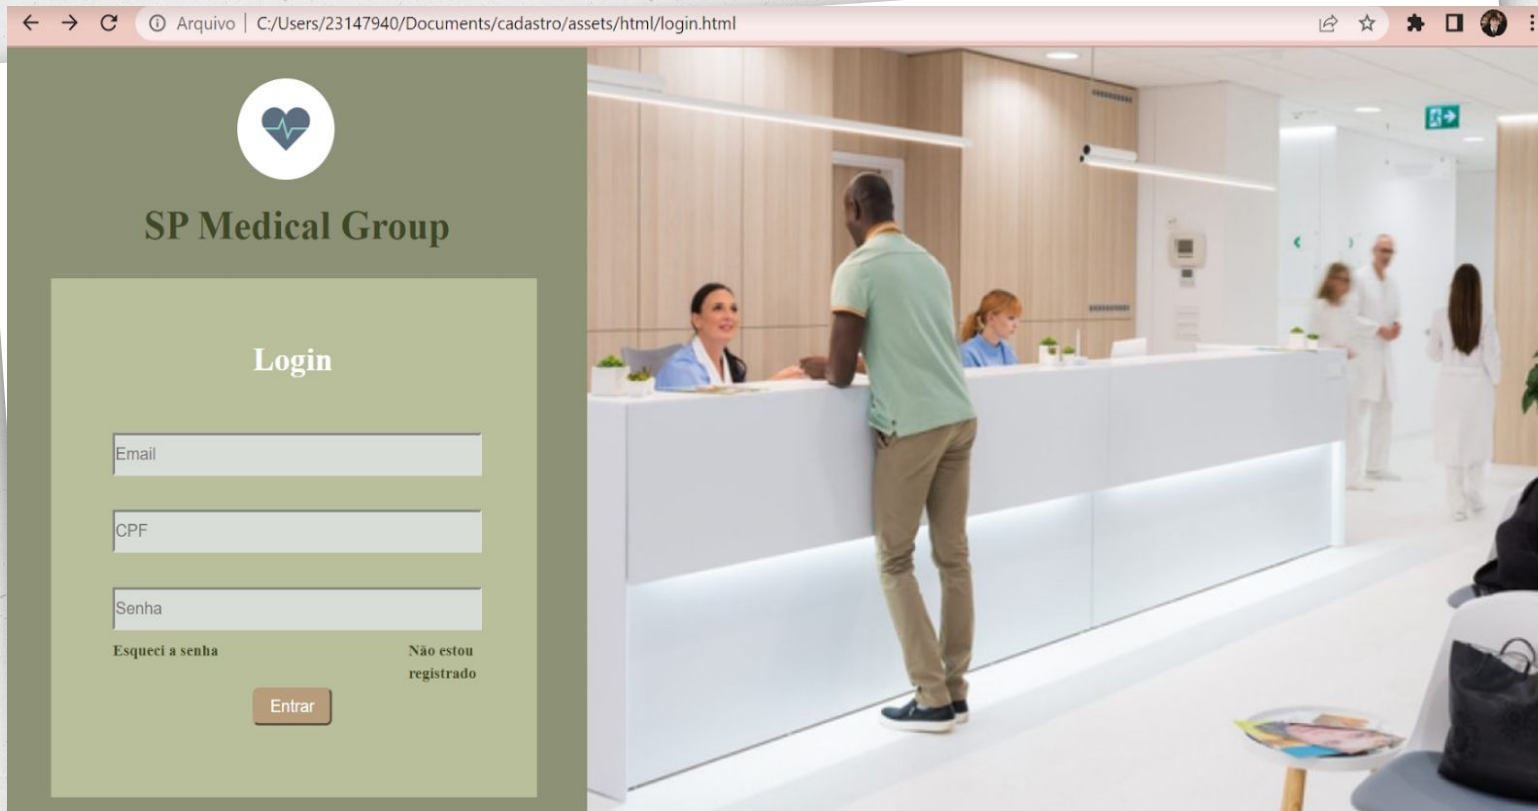 Arquivo | C:/Users/23147940/Documents/cadastro/assets/html/login.html
SP Medical Group
Login
Email
CPF
Senha
Esqueci a senha
Não estou
registrado
Entrar